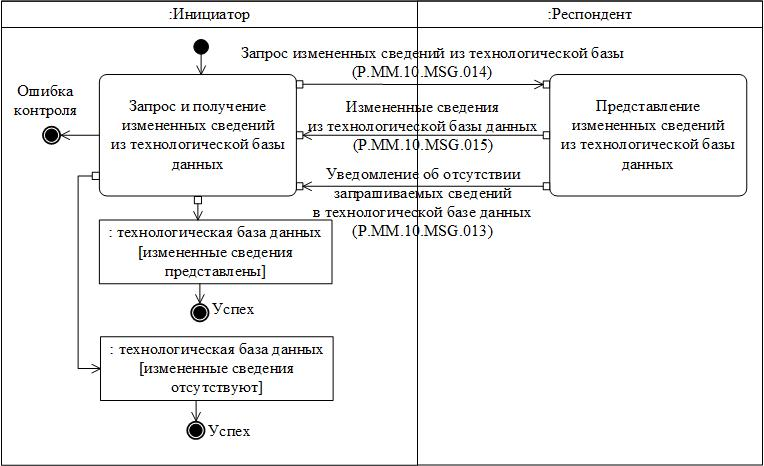 :Инициатор
:Респондент
Запрос измененных сведений из технологической базы
(P.MM.10.MSG.014)
Ошибка
контроля
Запрос и получение
измененных сведений
из технологической базы
данных
Измененные сведения
из технологической базы данных
(P.MM.10.MSG.015)
Представление
измененных сведений
из технологической базы
данных
Уведомление об отсутствии
запрашиваемых сведений
в технологической базе данных
(P.MM.10.MSG.013)
: технологическая база данных
[измененные сведения
представлены]
Успех
: технологическая база данных
[измененные сведения
отсутствуют]
Успех